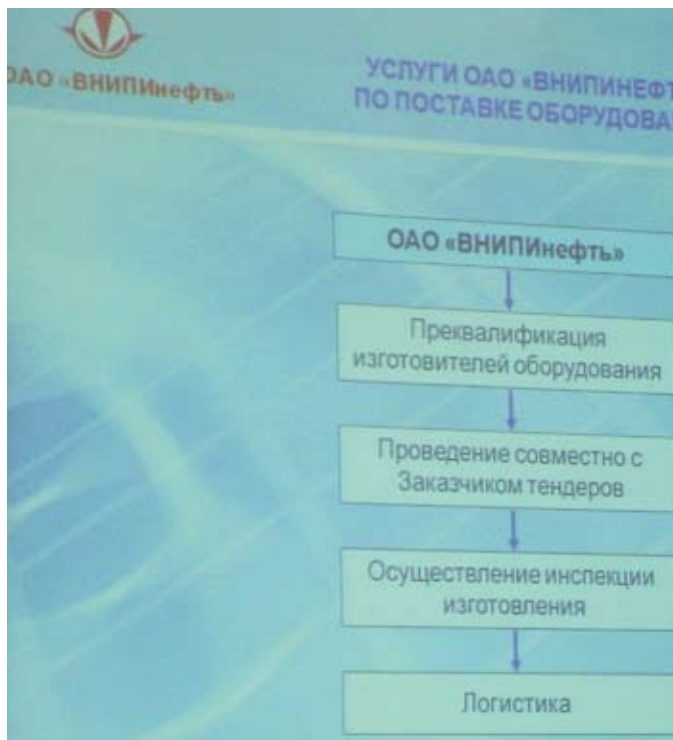 ОАО «ВНИПИнефть»
УСЛУГИ ОАО «ВНИПИНЕФТ
ПО ПОСТАВКЕ ОБОРУДОВА
ОАО «ВНИПИнефть»
Преквалификация
изготовителей оборудования
Проведение совместно с
Заказчиком тендеров
Осуществление инспекции
изготовления
Логистика